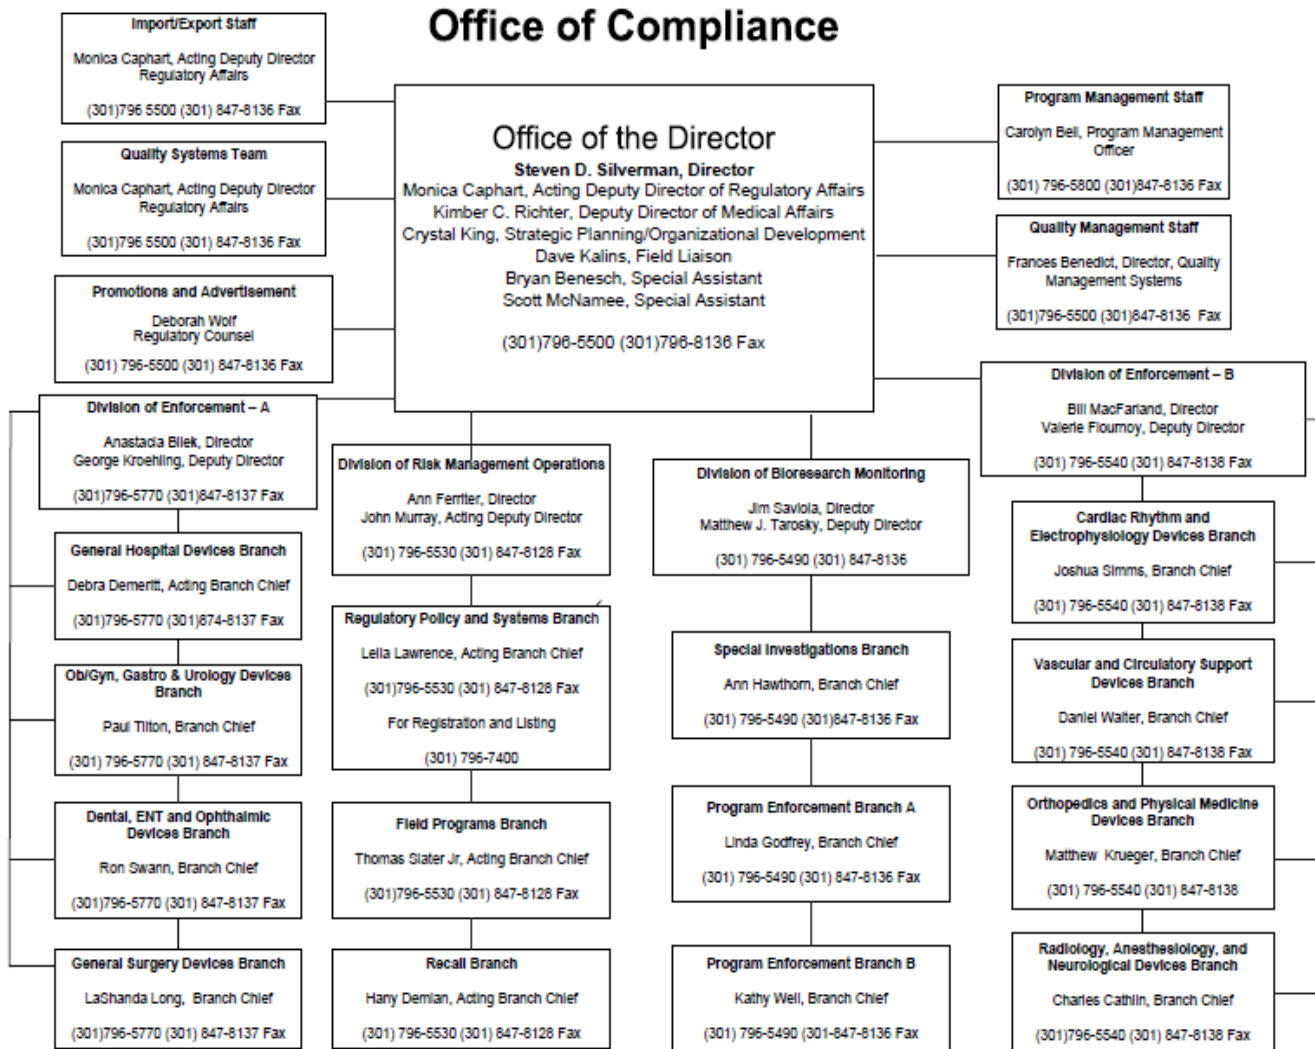 Office of Compliance
Import/Export Staff
Monica Caphart, Acting Deputy Director
Regulatory Affairs
(301)796 5500 (301) 847-8136 Fax
Quality Systems Team
Monica Caphart, Acting Deputy Director
Regulatory Affairs
(301)796 5500 (301) 847-8136 Fax
Promotions and Advertisement
Deborah Wolf
Regulatory Counsel
(301) 796-5500 (301) 847-8136 Fax
Office of the Director
Steven D. Silverman, Director
Monica Caphart, Acting Deputy Director of Regulatory Affairs
Kimber C. Richter, Deputy Director of Medical Affairs
Crystal King, Strategic Planning/Organizational Development
Dave Kalins, Field Liaison
Bryan Benesch, Special Assistant
Scott McNamee, Special Assistant
(301)796-5500 (301)796-8136 Fax
Program Management Staff
Carolyn Bell, Program Management
Officer
(301) 796-5800 (301)847-8136 Fax
Quality Management Staff
Frances Benedict, Director, Quality
Management Systems
(301)796-5500 (301)847-8136 Fax
Division of Enforcement – A
Anastacia Bilek, Director
George Kroehling, Deputy Director
(301)796-5770 (301)847-8137 Fax
General Hospital Devices Branch
Debra Demeritt, Acting Branch Chief
(301)796-5770 (301)874-8137 Fax
Ob/Gyn, Gastro & Urology Devices
Branch
Paul Tilton, Branch Chief
(301) 796-5770 (301) 847-8137 Fax
Dental, ENT and Ophthalmic
Devices Branch
Ron Swann, Branch Chief
(301)796-5770 (301) 847-8137 Fax
General Surgery Devices Branch
LaShanda Long, Branch Chief
(301)796-5770 (301) 847-8137 Fax
Division of Risk Management Operations
Ann Ferriter, Director
John Murray, Acting Deputy Director
(301) 796-5530 (301) 847-8128 Fax
Regulatory Policy and Systems Branch
Leila Lawrence, Acting Branch Chief
(301)796-5530 (301) 847-8128 Fax
For Registration and Listing
(301) 796-7400
Field Programs Branch
Thomas Slater Jr, Acting Branch Chief
(301)796-5530 (301) 847-8128 Fax
Recall Branch
Hany Demian, Acting Branch Chief
(301) 796-5530 (301) 847-8128 Fax
Division of Bioresearch Monitoring
Jim Saviola, Director
Matthew J. Tarosky, Deputy Director
(301) 796-5490 (301) 847-8136
Special Investigations Branch
Ann Hawthorn, Branch Chief
(301) 796-5490 (301)847-8136 Fax
Program Enforcement Branch A
Linda Godfrey, Branch Chief
(301) 796-5490 (301) 847-8136 Fax
Program Enforcement Branch B
Kathy Weil, Branch Chief
(301) 796-5490 (301-847-8136 Fax
Division of Enforcement – B
Bill MacFarland, Director
Valerie Flournoy, Deputy Director
(301) 796-5540 (301) 847-8138 Fax
Cardiac Rhythm and
Electrophysiology Devices Branch
Joshua Simms, Branch Chief
(301) 796-5540 (301) 847-8138 Fax
Vascular and Circulatory Support
Devices Branch
Daniel Walter, Branch Chief
(301) 796-5540 (301) 847-8138 Fax
Orthopedics and Physical Medicine
Devices Branch
Matthew Krueger, Branch Chief
(301) 796-5540 (301) 847-8138
Radiology, Anesthesiology, and
Neurological Devices Branch
Charles Cathlin, Branch Chief
(301)796-5540 (301) 847-8138 Fax